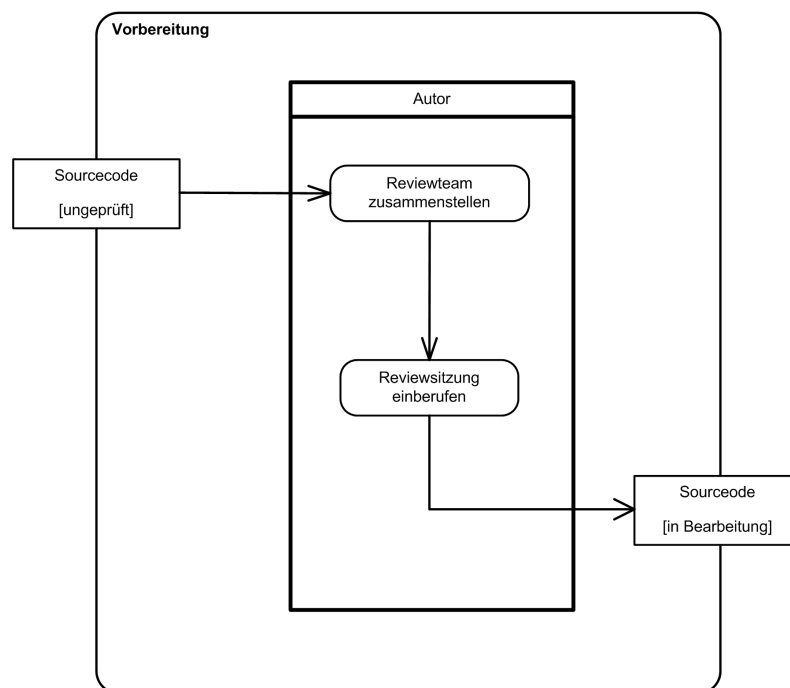 Vorbereitung
Autor
Sourcecode
[ungeprüft]
Reviewteam
zusammenstellen
Reviewsitzung
einberufen
Sourceode
[in Bearbeitung]